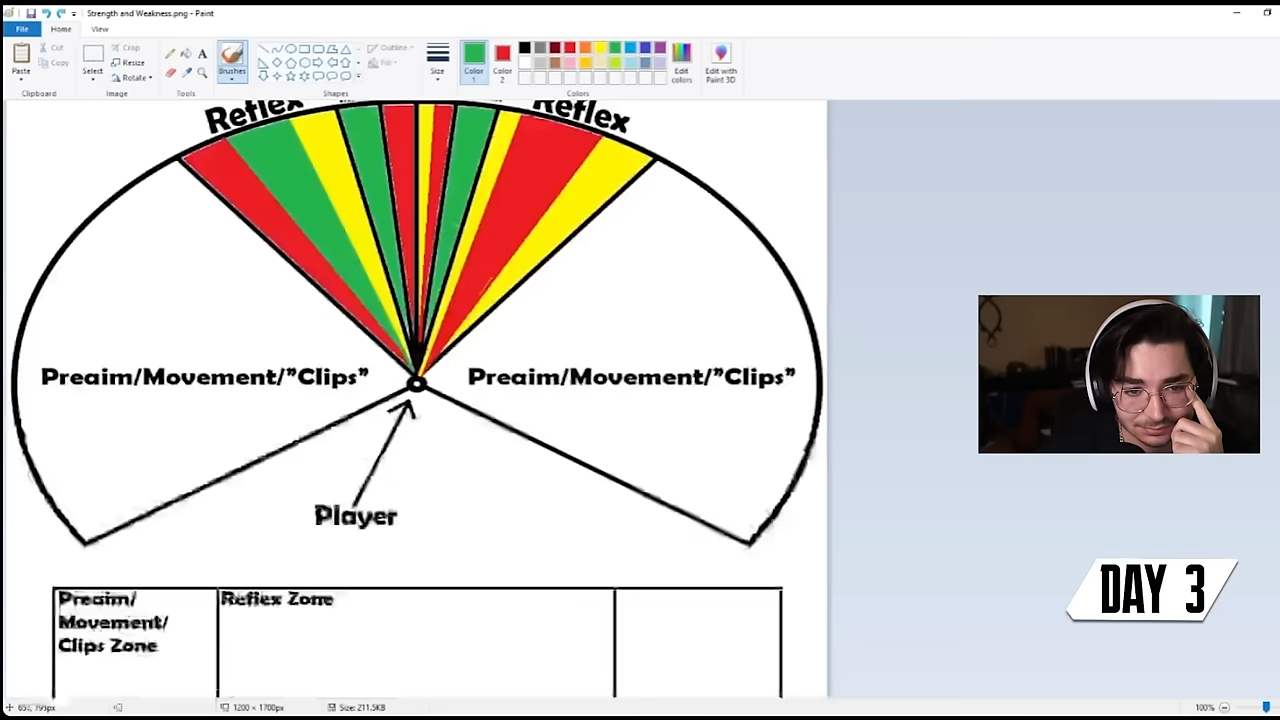 Strength and Weakness.png - Paint
File Home View
Paste
Cut
Copy
Clipboard
Select
Crop
Resize
Rotate
Image
Tools
Brushes
Shapes
Outline
Fill
Size
Color 1
Color 2
Colors
Edit colors
Edit with Paint 3D
Reflex
Reflex
Preaim/Movement/"Clips"
Preaim/Movement/"Clips"
Player
DAY 3
Preaim/
Movement/
Clips Zone
Reflex Zone
1200 × 1700px
Size: 211.5KB
100%